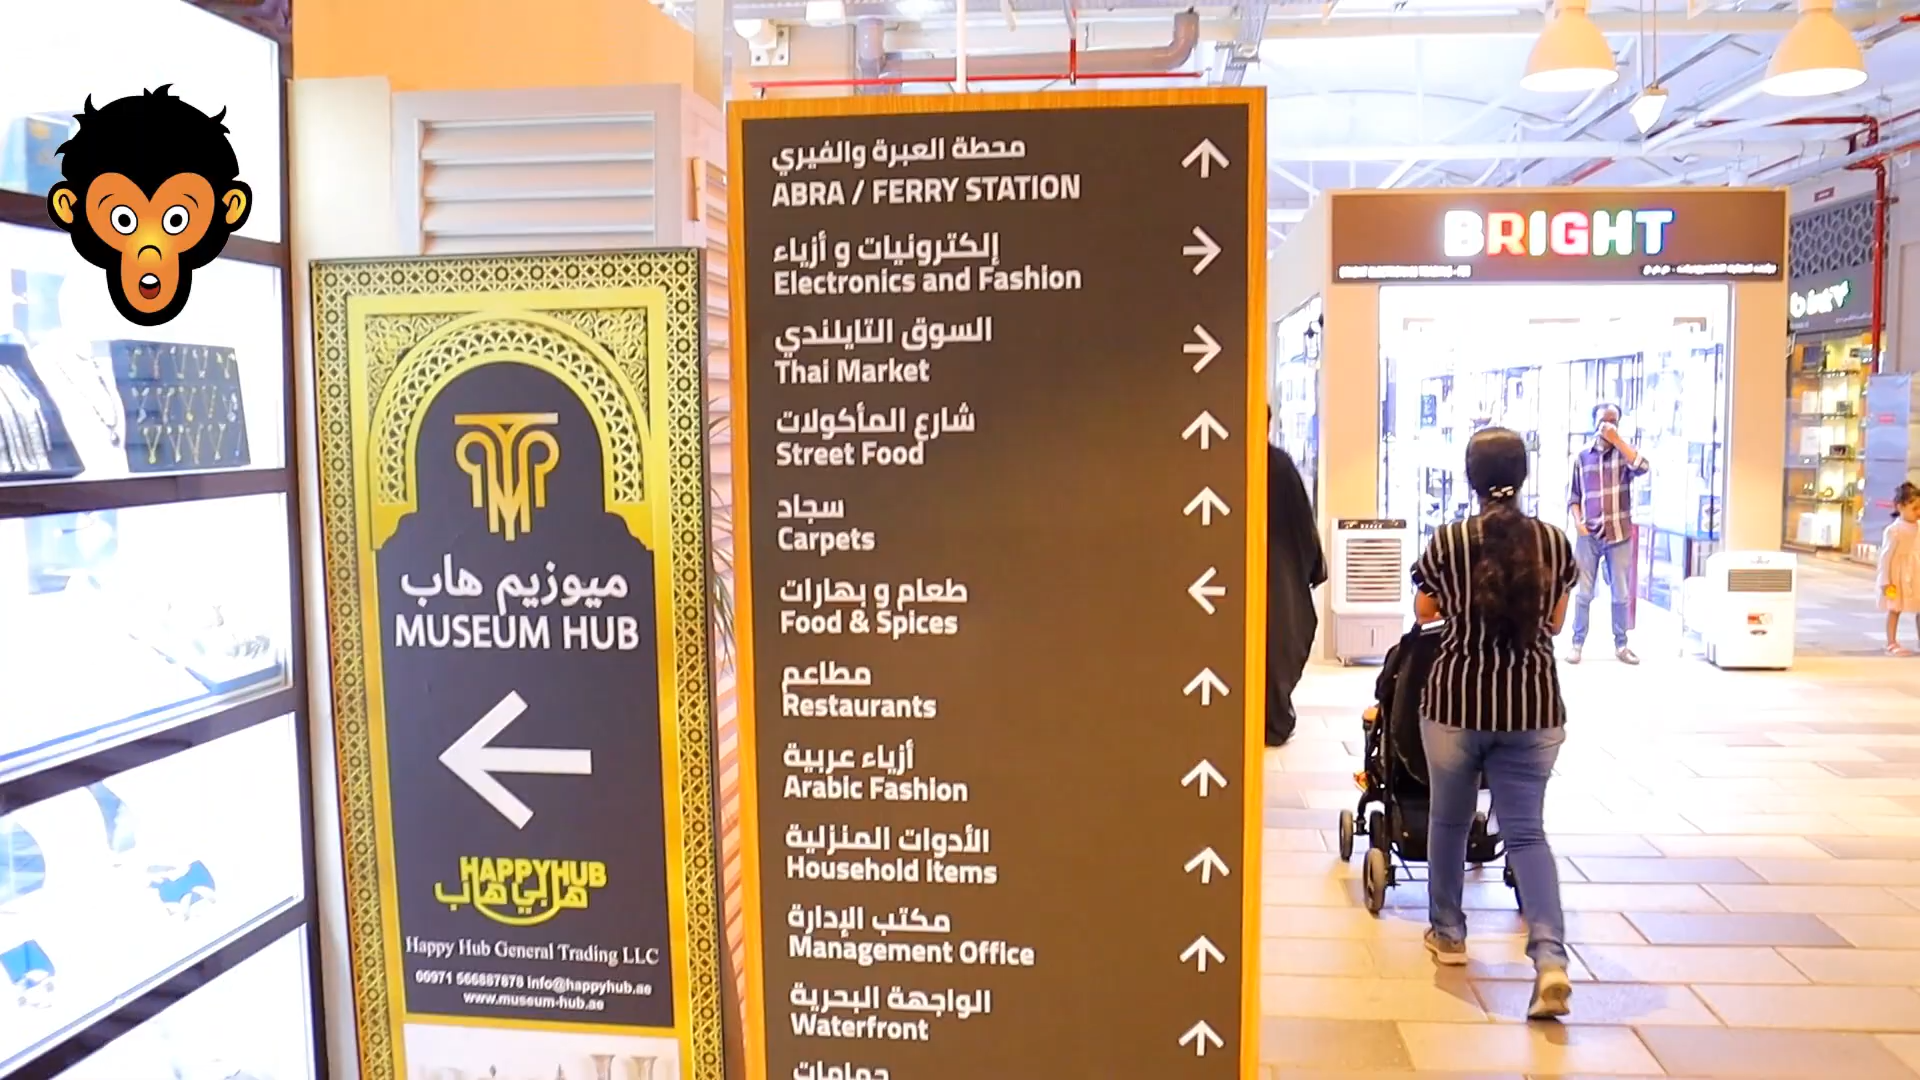 محطة العبرة والفيري
ABRA / FERRY STATION
إلكترونيات و أزياء
Electronics and Fashion
السوق التايلندي
Thai Market
شارع المأكولات
Street Food
سجاد
Carpets
طعام و بهارات
Food & Spices
مطاعم
Restaurants
أزياء عربية
Arabic Fashion
الأدوات المنزلية
Household Items
مكتب الإدارة
Management Office
الواجهة البحرية
Waterfront
حمامات
ميوزيم هاب
MUSEUM HUB
HAPPYHUB
هابي هاب
Happy Hub General Trading LLC
00971 566887878 info@happyhub.ae
www.museum-hub.ae
BRIGHT